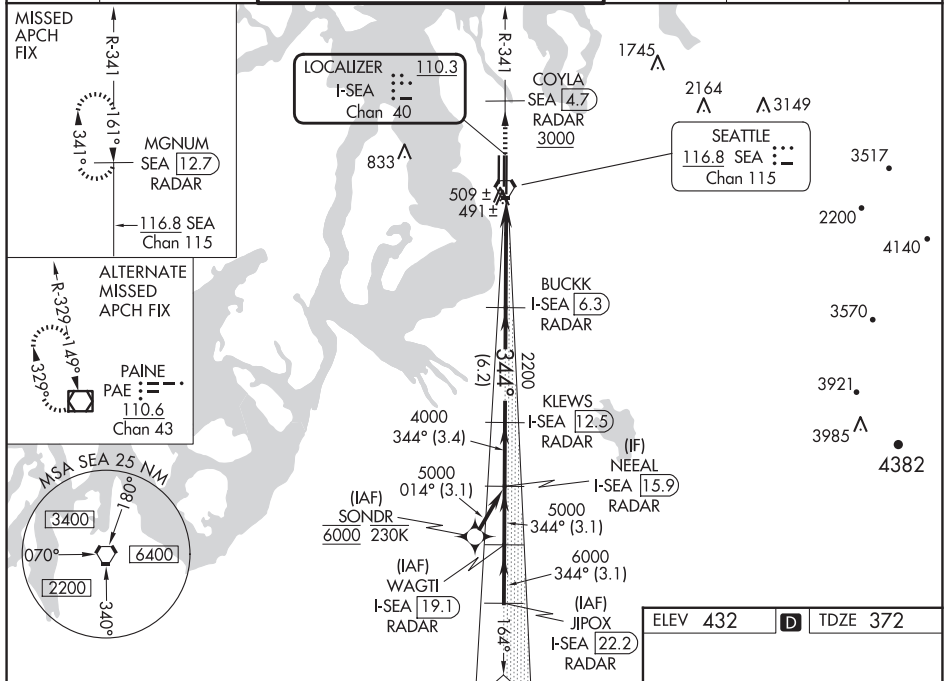 MISSED
APCH
FIX
R-341
341°
161°
MGNUM
SEA 12.7
RADAR
116.8 SEA
Chan 115
ALTERNATE
MISSED
APCH FIX
R-329
149°
329°
PAINE
PAE
110.6
Chan 43
MSA SEA 25 NM
180°
3400
070°
6400
2200
340°
LOCALIZER 110.3
I-SEA
Chan 40
R-341
COYLA
SEA 4.7
RADAR
3000
1745
2164
3149
SEATTLE
116.8 SEA
Chan 115
833
509 ±
491 ±
3517
2200
4140
3570
3921
3985
4382
BUCKK
I-SEA 6.3
RADAR
2200
344°
(6.2)
KLEWS
I-SEA 12.5
RADAR
4000
344° (3.4)
(IF)
NEEAL
I-SEA 15.9
RADAR
5000
014° (3.1)
(IAF)
SONDR
6000 230K
5000
344° (3.1)
(IAF)
WAGTI
I-SEA 19.1
RADAR
6000
344° (3.1)
(IAF)
JIPOX
I-SEA 22.2
RADAR
164°
ELEV 432 D TDZE 372